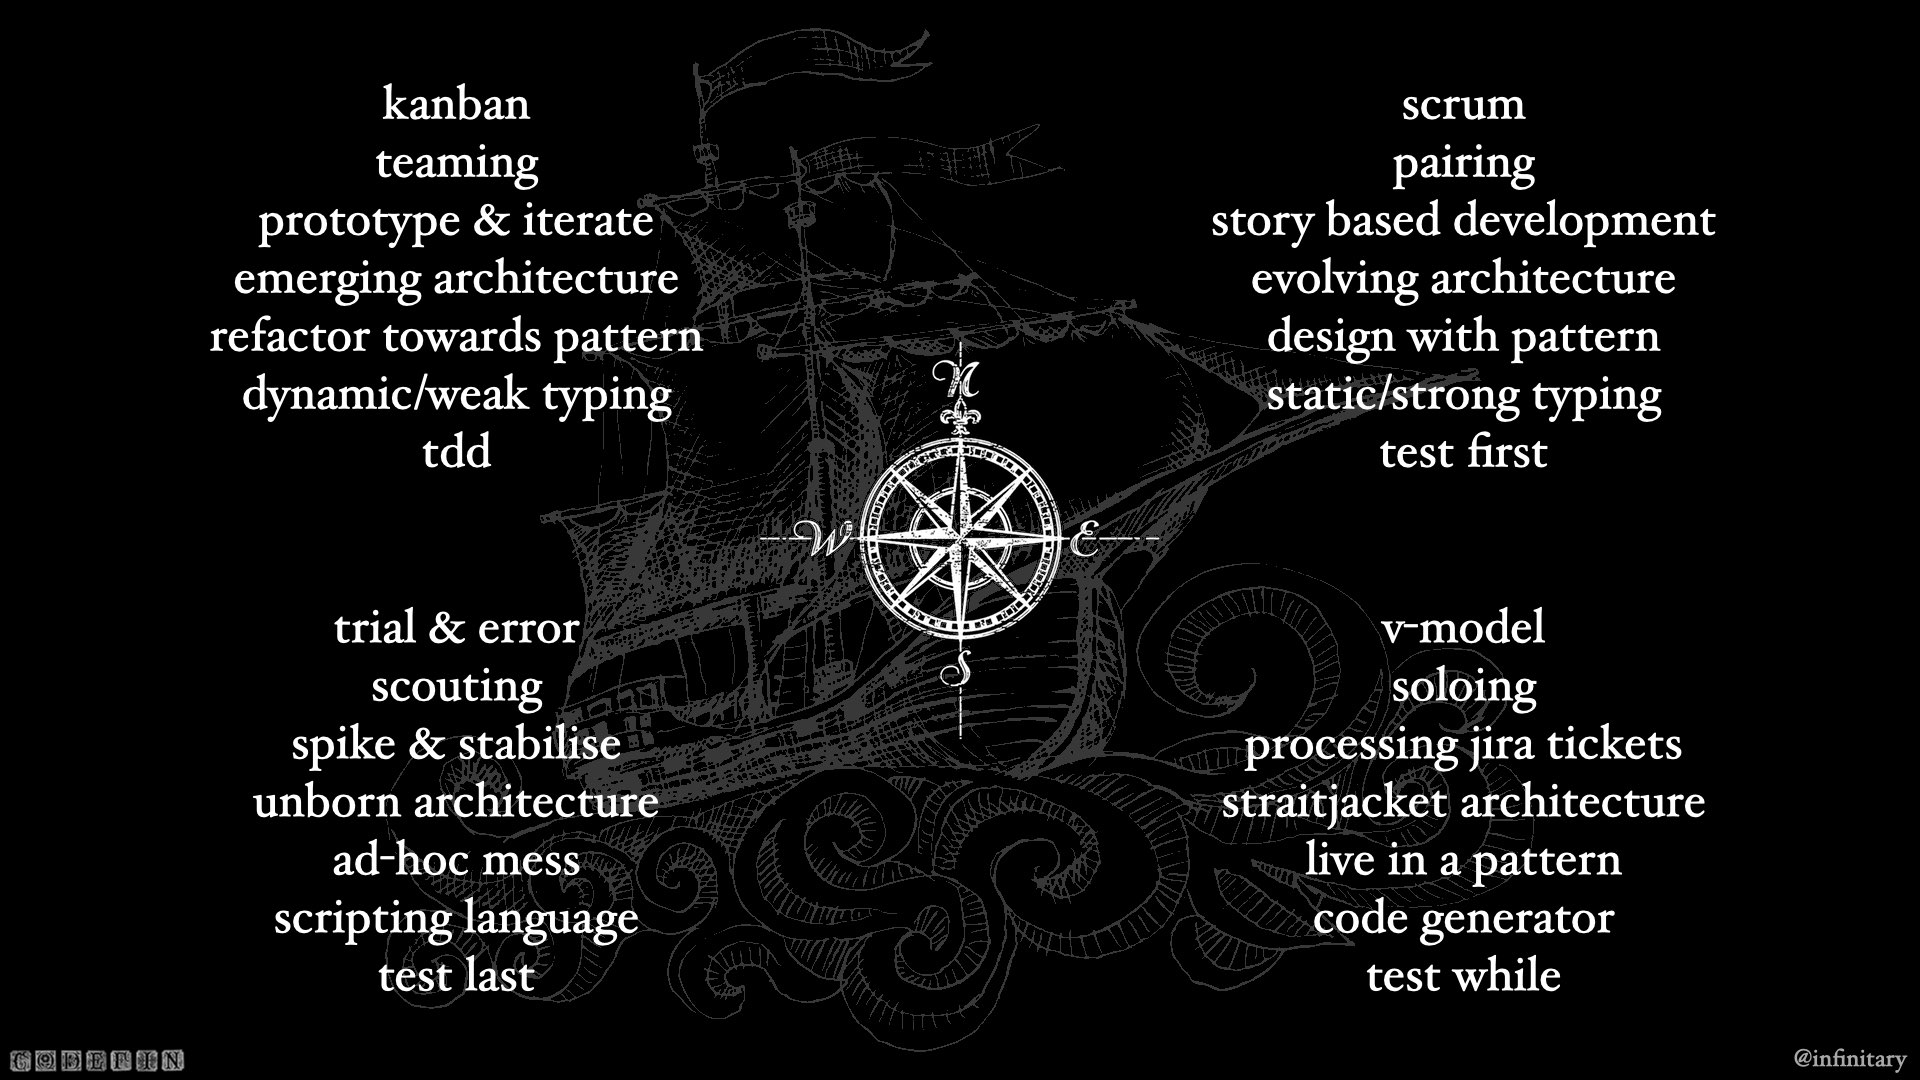 kanban
teaming
prototype & iterate
emerging architecture
refactor towards pattern
dynamic/weak typing
tdd
scrum
pairing
story based development
evolving architecture
design with pattern
static/strong typing
test first
N
W
E
S
trial & error
scouting
spike & stabilise
unborn architecture
ad-hoc mess
scripting language
test last
v-model
soloing
processing jira tickets
straitjacket architecture
live in a pattern
code generator
test while
CODEFIN
@infinitary